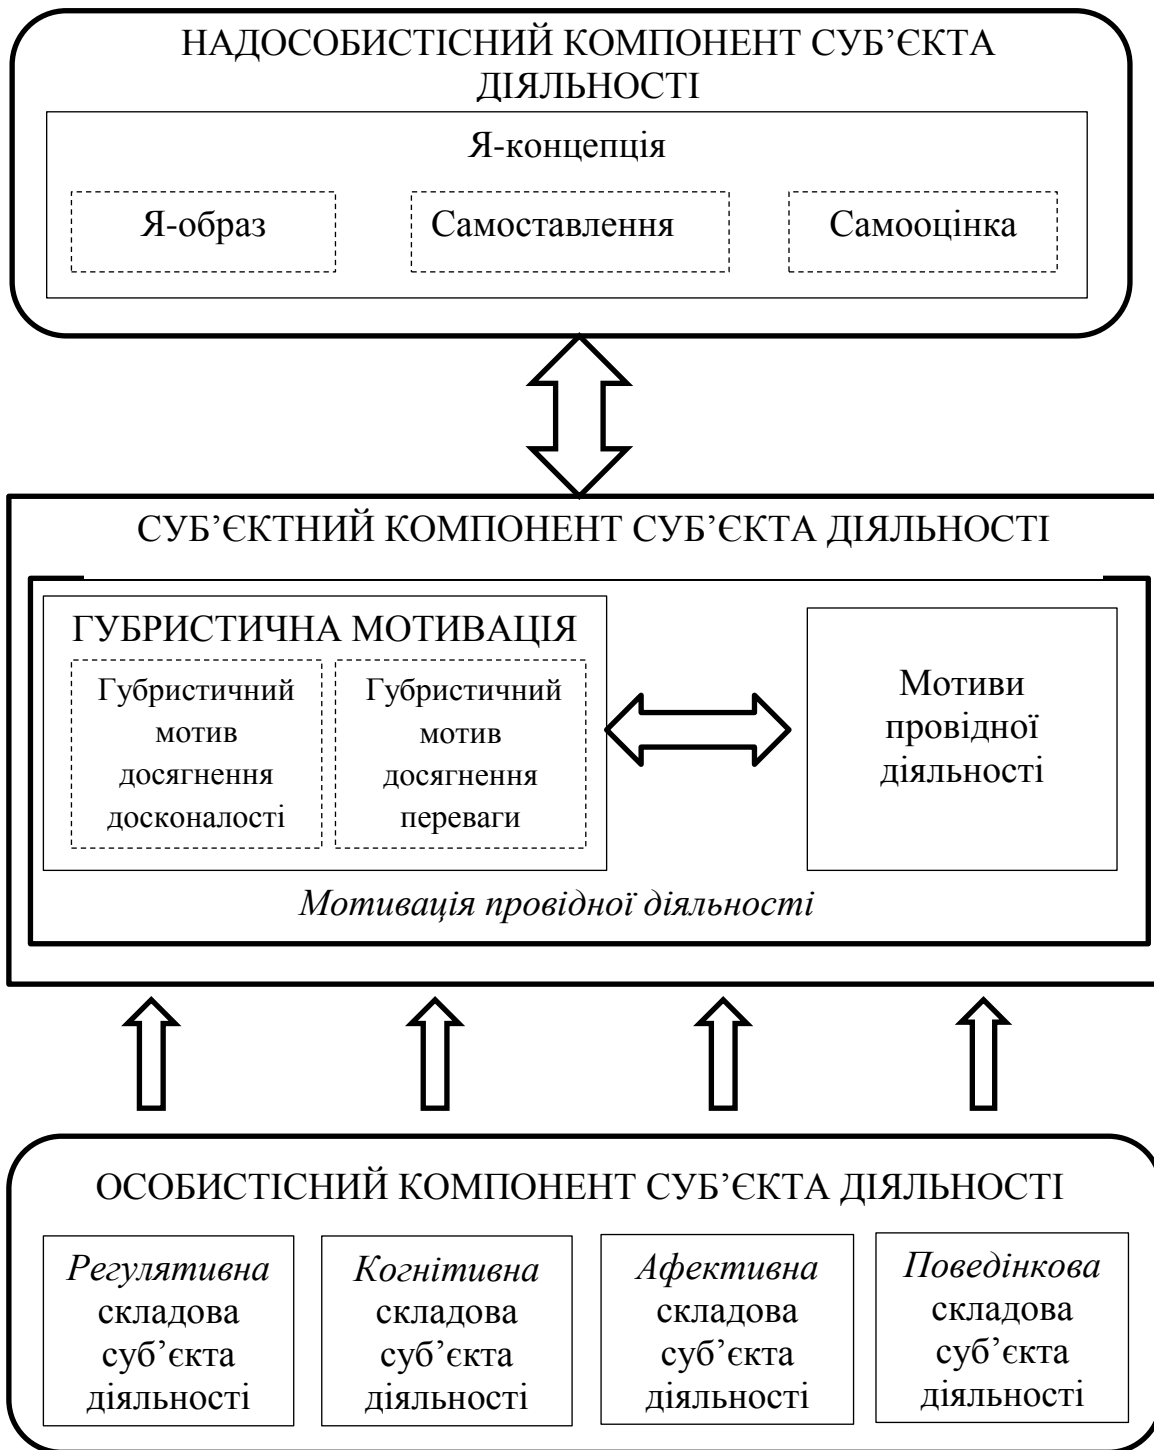 НАДОСОБИСТІСНИЙ КОМПОНЕНТ СУБ’ЄКТА
ДІЯЛЬНОСТІ
Я-концепція
Я-образ
Самоставлення
Самооцінка
СУБ’ЄКТНИЙ КОМПОНЕНТ СУБ’ЄКТА ДІЯЛЬНОСТІ
ГУБРИСТИЧНА МОТИВАЦІЯ
Губристичний
мотив
досягнення
досконалості
Губристичний
мотив
досягнення
переваги
Мотиви
провідної
діяльності
Мотивація провідної діяльності
ОСОБИСТІСНИЙ КОМПОНЕНТ СУБ’ЄКТА ДІЯЛЬНОСТІ
Регулятивна
складова
суб’єкта
діяльності
Когнітивна
складова
суб’єкта
діяльності
Афективна
складова
суб’єкта
діяльності
Поведінкова
складова
суб’єкта
діяльності